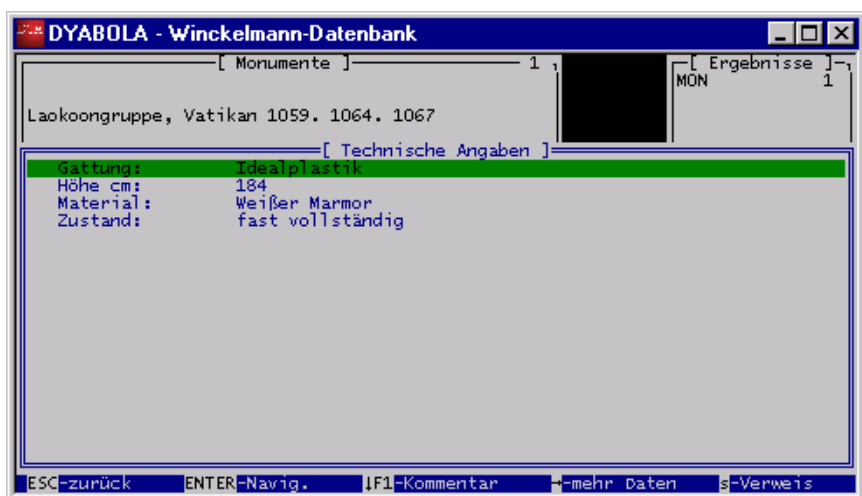 DYABOLA - Winckelmann-Datenbank
[ Monumente ] 1
[ Ergebnisse ]
MON 1
Laokoongruppe, Vatikan 1059. 1064. 1067
[ Technische Angaben ]
Gattung: Idealplastik
Höhe cm: 184
Material: Weißer Marmor
Zustand: fast vollständig
ESC-zurück ENTER-Navig. ↓F1-Kommentar →-mehr Daten s-Verweis